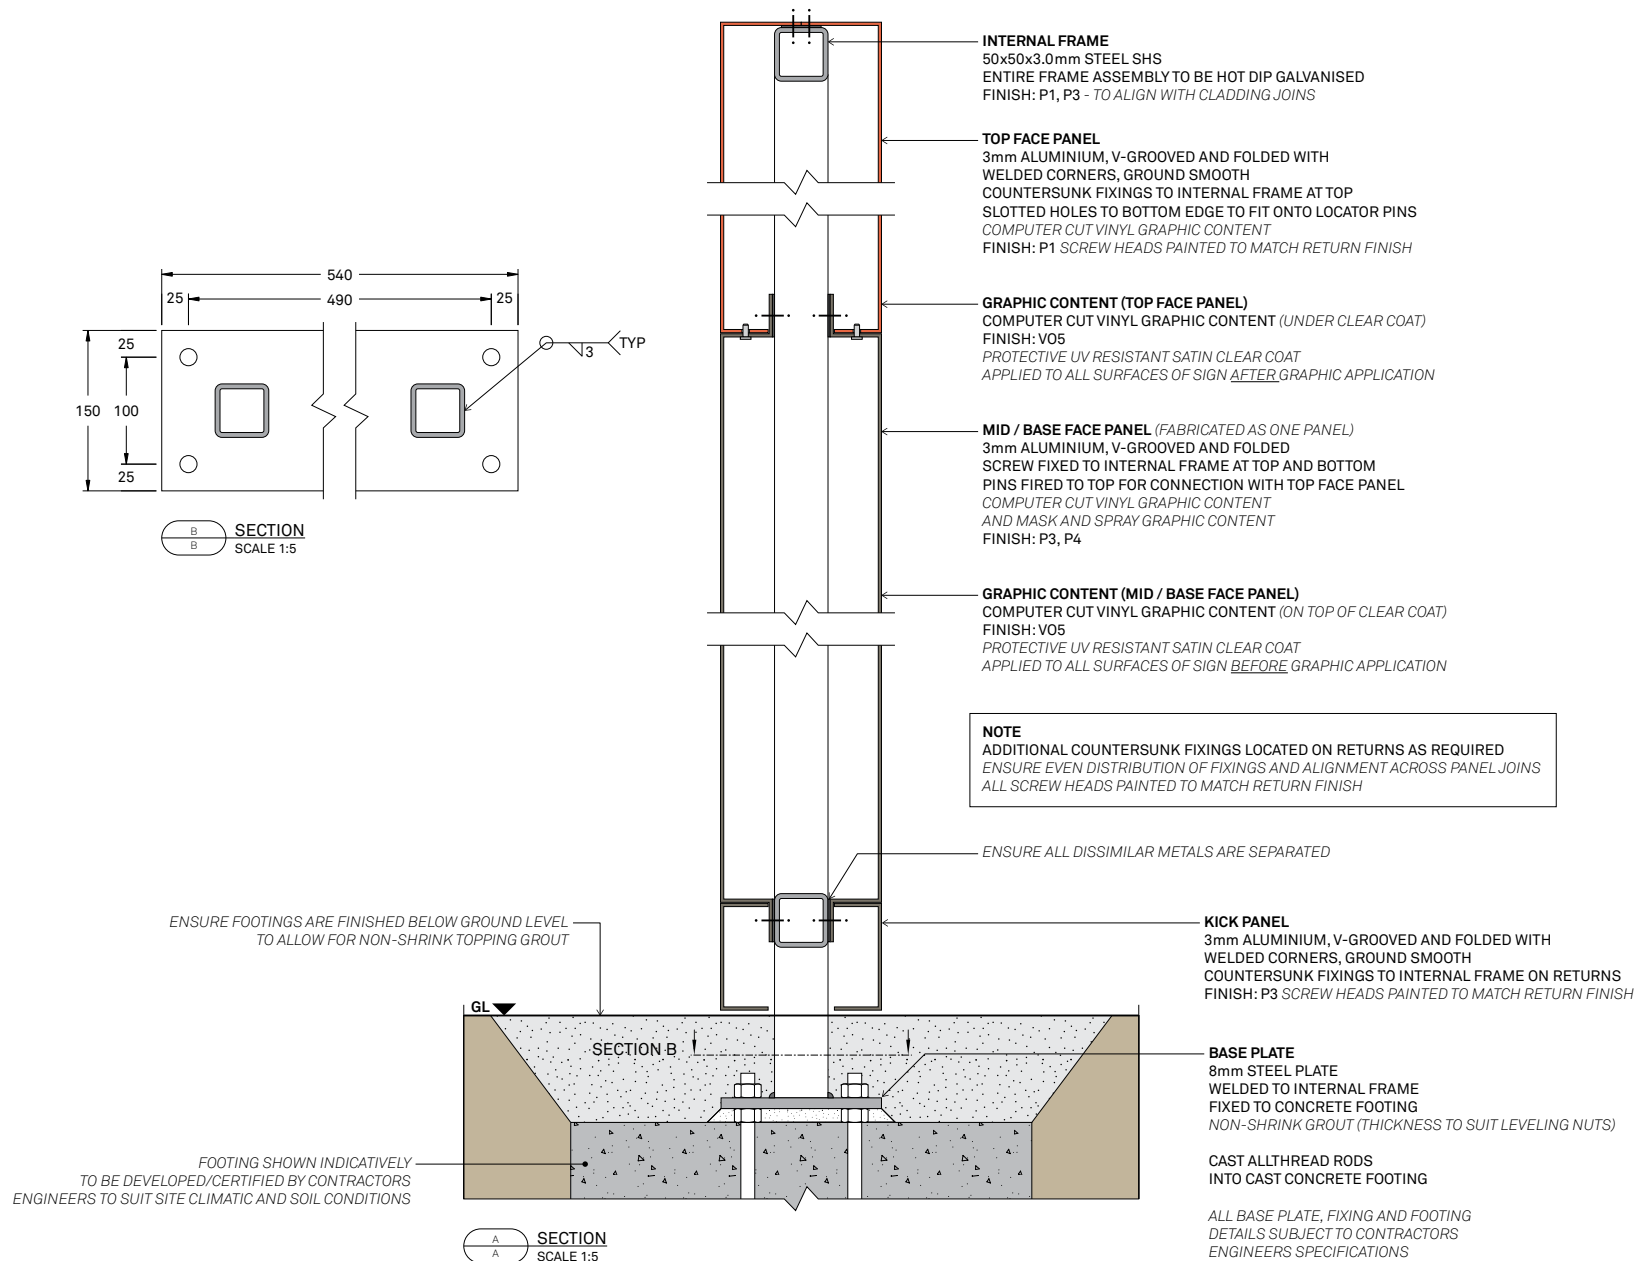 INTERNAL FRAME
50x50x3.0mm STEEL SHS
ENTIRE FRAME ASSEMBLY TO BE HOT DIP GALVANISED
FINISH: P1, P3 - TO ALIGN WITH CLADDING JOINS
TOP FACE PANEL
3mm ALUMINIUM, V-GROOVED AND FOLDED WITH
WELDED CORNERS, GROUND SMOOTH
COUNTERSUNK FIXINGS TO INTERNAL FRAME AT TOP
SLOTTED HOLES TO BOTTOM EDGE TO FIT ONTO LOCATOR PINS
COMPUTER CUT VINYL GRAPHIC CONTENT
FINISH: P1 SCREW HEADS PAINTED TO MATCH RETURN FINISH
540
25
490
25
25
150
100
25
3
TYP
B
B
SECTION
SCALE 1:5
GRAPHIC CONTENT (TOP FACE PANEL)
COMPUTER CUT VINYL GRAPHIC CONTENT (UNDER CLEAR COAT)
FINISH: VO5
PROTECTIVE UV RESISTANT SATIN CLEAR COAT
APPLIED TO ALL SURFACES OF SIGN AFTER GRAPHIC APPLICATION
MID / BASE FACE PANEL (FABRICATED AS ONE PANEL)
3mm ALUMINIUM, V-GROOVED AND FOLDED
SCREW FIXED TO INTERNAL FRAME AT TOP AND BOTTOM
PINS FIRED TO TOP FOR CONNECTION WITH TOP FACE PANEL
COMPUTER CUT VINYL GRAPHIC CONTENT
AND MASK AND SPRAY GRAPHIC CONTENT
FINISH: P3, P4
GRAPHIC CONTENT (MID / BASE FACE PANEL)
COMPUTER CUT VINYL GRAPHIC CONTENT (ON TOP OF CLEAR COAT)
FINISH: VO5
PROTECTIVE UV RESISTANT SATIN CLEAR COAT
APPLIED TO ALL SURFACES OF SIGN BEFORE GRAPHIC APPLICATION
NOTE
ADDITIONAL COUNTERSUNK FIXINGS LOCATED ON RETURNS AS REQUIRED
ENSURE EVEN DISTRIBUTION OF FIXINGS AND ALIGNMENT ACROSS PANEL JOINS
ALL SCREW HEADS PAINTED TO MATCH RETURN FINISH
ENSURE ALL DISSIMILAR METALS ARE SEPARATED
ENSURE FOOTINGS ARE FINISHED BELOW GROUND LEVEL
TO ALLOW FOR NON-SHRINK TOPPING GROUT
KICK PANEL
3mm ALUMINIUM, V-GROOVED AND FOLDED WITH
WELDED CORNERS, GROUND SMOOTH
COUNTERSUNK FIXINGS TO INTERNAL FRAME ON RETURNS
FINISH: P3 SCREW HEADS PAINTED TO MATCH RETURN FINISH
GL
SECTION B
BASE PLATE
8mm STEEL PLATE
WELDED TO INTERNAL FRAME
FIXED TO CONCRETE FOOTING
NON-SHRINK GROUT (THICKNESS TO SUIT LEVELING NUTS)
CAST ALLTHREAD RODS
INTO CAST CONCRETE FOOTING
ALL BASE PLATE, FIXING AND FOOTING
DETAILS SUBJECT TO CONTRACTORS
ENGINEERS SPECIFICATIONS
FOOTING SHOWN INDICATIVELY
TO BE DEVELOPED/CERTIFIED BY CONTRACTORS
ENGINEERS TO SUIT SITE CLIMATIC AND SOIL CONDITIONS
A
A
SECTION
SCALE 1:5